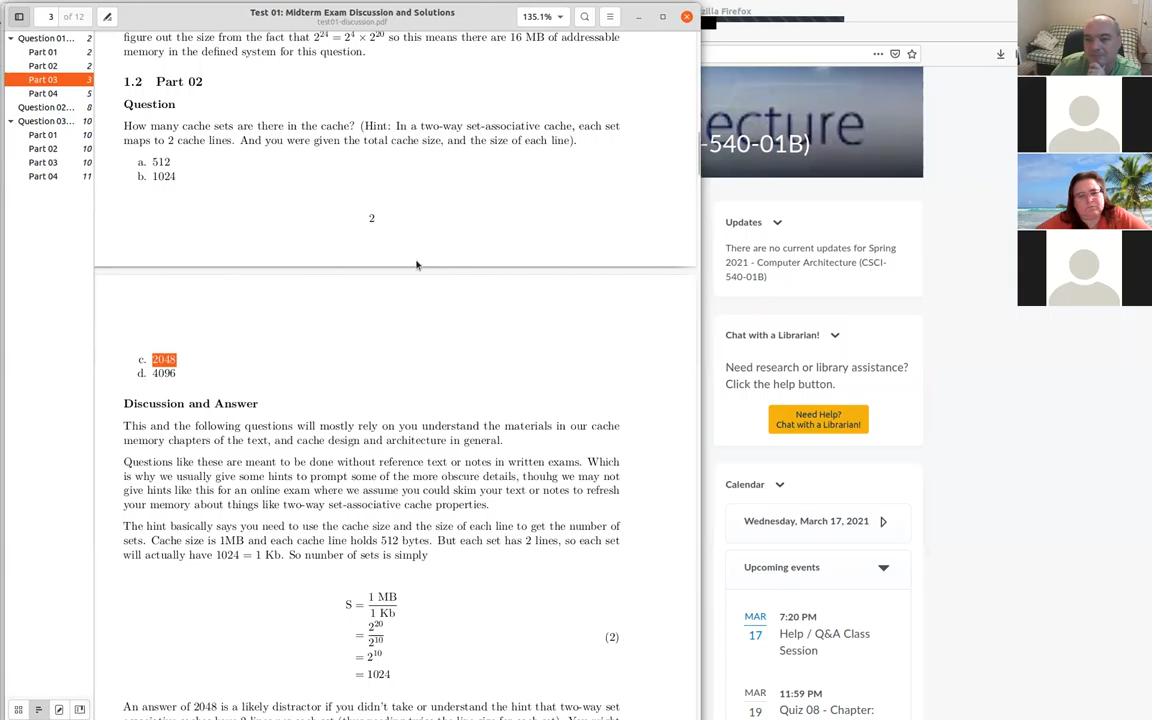 3 of 12
Test 01: Midterm Exam Discussion and Solutions
test01-discussion.pdf
135.1%
zilla Firefox
Question 01... 2
Part 01 2
Part 02 2
Part 03 3
Part 04 5
Question 02... 8
Question 03... 10
Part 01 10
Part 02 10
Part 03 10
Part 04 11
figure out the size from the fact that 2^24 = 2^4 × 2^20 so this means there are 16 MB of addressable
memory in the defined system for this question.
1.2 Part 02
Question
How many cache sets are there in the cache? (Hint: In a two-way set-associative cache, each set
maps to 2 cache lines. And you were given the total cache size, and the size of each line).
a. 512
b. 1024
2
c. 2048
d. 4096
Discussion and Answer
This and the following questions will mostly rely on you understand the materials in our cache
memory chapters of the text, and cache design and architecture in general.
Questions like these are meant to be done without reference text or notes in written exams. Which
is why we usually give some hints to prompt some of the more obscure details, thouhg we may not
give hints like this for an online exam where we assume you could skim your text or notes to refresh
your memory about things like two-way set-associative cache properties.
The hint basically says you need to use the cache size and the size of each line to get the number of
sets. Cache size is 1MB and each cache line holds 512 bytes. But each set has 2 lines, so each set
will actually have 1024 = 1 Kb. So number of sets is simply
S = 1 MB / 1 Kb
= 2^20 / 2^10
= 2^10
= 1024
(2)
An answer of 2048 is a likely distractor if you didn't take or understand the hint that two-way set
ecture
-540-01B)
Updates
There are no current updates for Spring
2021 - Computer Architecture (CSCI-
540-01B)
Chat with a Librarian!
Need research or library assistance?
Click the help button.
Need Help?
Chat with a Librarian!
Calendar
Wednesday, March 17, 2021
Upcoming events
MAR
17
7:20 PM
Help / Q&A Class
Session
MAR
19
11:59 PM
Quiz 08 - Chapter: